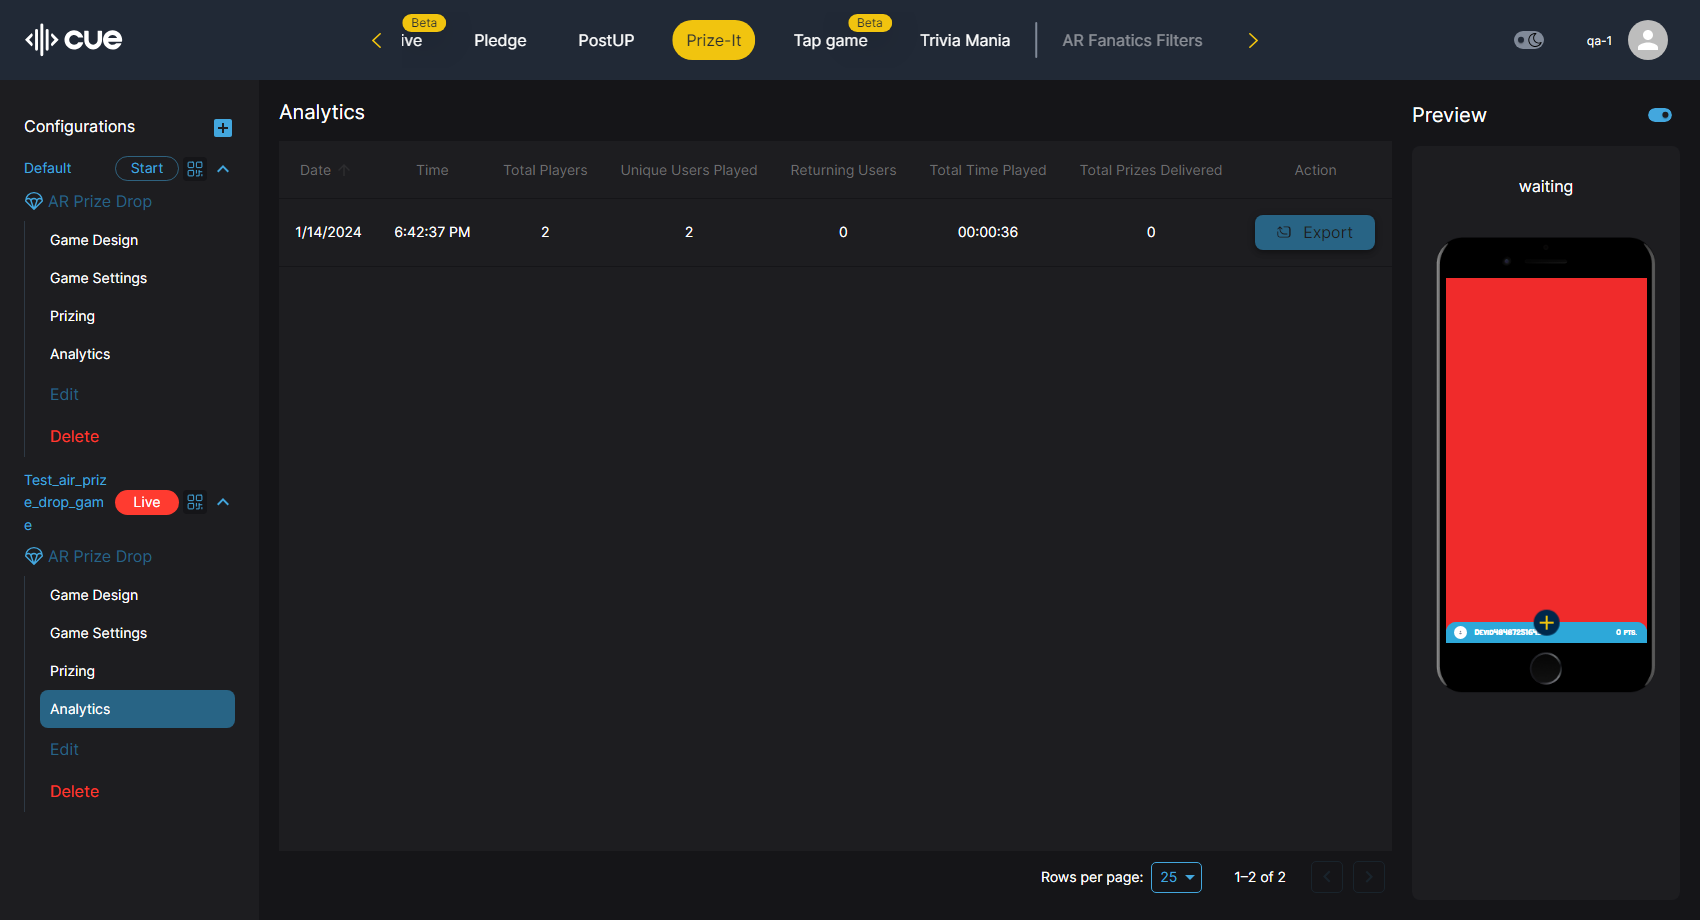 cue
ive
Beta
Pledge
PostUP
Prize-It
Tap game
Beta
Trivia Mania
AR Fanatics Filters
qa-1
Configurations
Default
Start
AR Prize Drop
Game Design
Game Settings
Prizing
Analytics
Edit
Delete
Test_air_priz
e_drop_gam
e
Live
AR Prize Drop
Game Design
Game Settings
Prizing
Analytics
Edit
Delete
Analytics
Date Time Total Players Unique Users Played Returning Users Total Time Played Total Prizes Delivered Action
1/14/2024 6:42:37 PM 2 2 0 00:00:36 0 Export
Rows per page: 25 1–2 of 2
Preview
waiting
0 PTS.